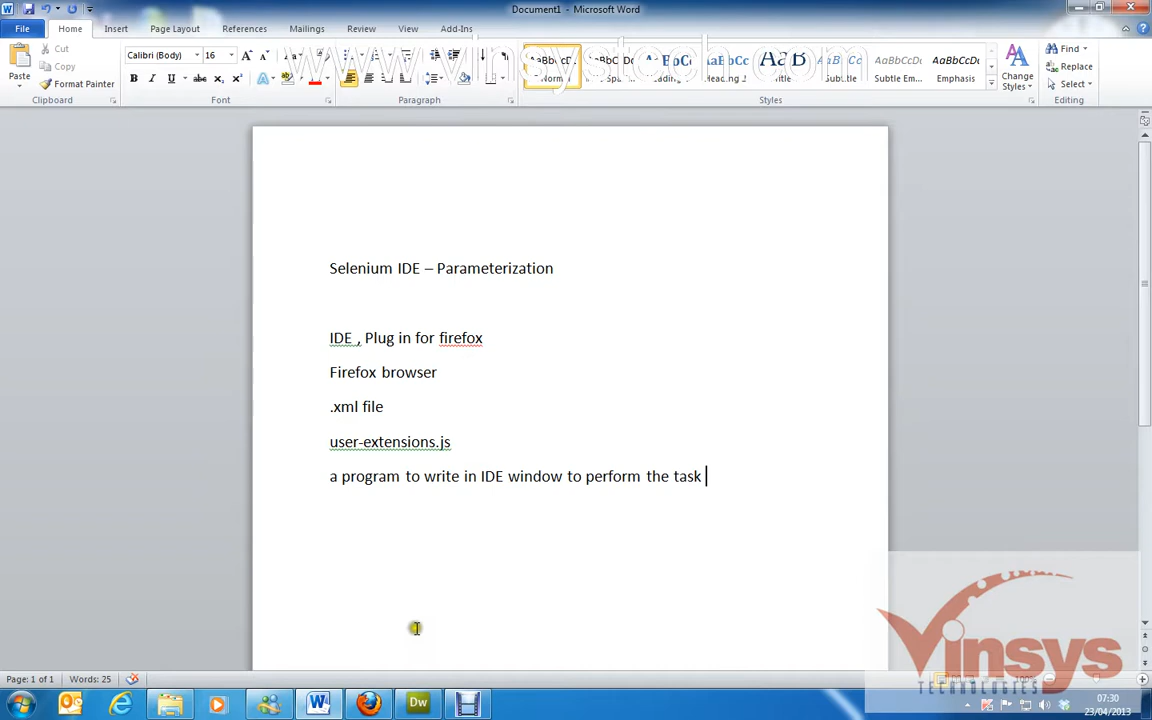 Document1 - Microsoft Word
File
Home
Insert
Page Layout
References
Mailings
Review
View
Add-Ins
www.vinsystech.com
Paste
Cut
Copy
Format Painter
Clipboard
Calibri (Body)
16
Font
Paragraph
Subtle Em...
Emphasis
Styles
Change
Styles
Find
Replace
Select
Editing
Selenium IDE – Parameterization
IDE , Plug in for firefox
Firefox browser
.xml file
user-extensions.js
a program to write in IDE window to perform the task
Vinsys
TECHNOLOGIES
Page: 1 of 1
Words: 25
07:30
23/04/2013